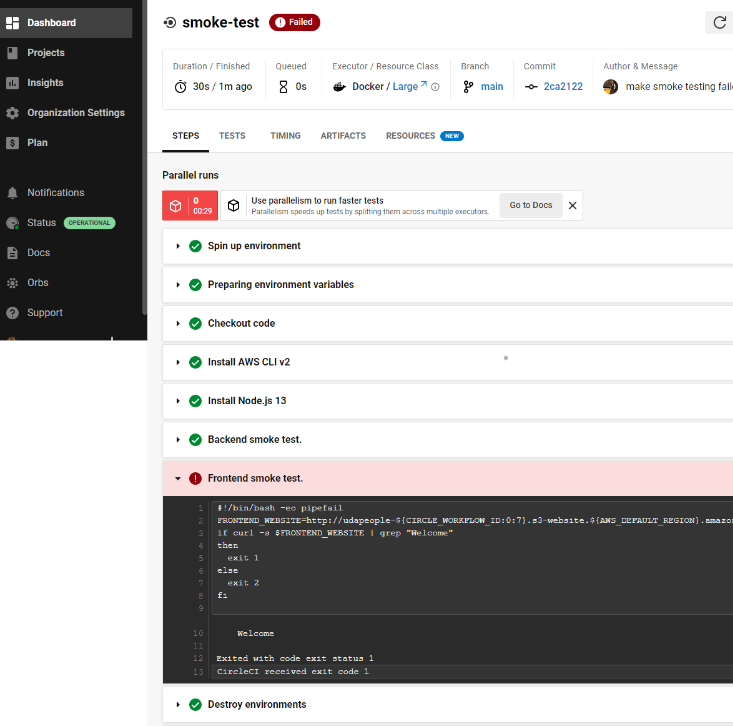 Dashboard
Projects
Insights
Organization Settings
Plan
Notifications
Status OPERATIONAL
Docs
Orbs
Support
smoke-test Failed
Duration / Finished Queued Executor / Resource Class Branch Commit Author & Message
30s / 1m ago 0s Docker / Large main 2ca2122 make smoke testing faile
STEPS TESTS TIMING ARTIFACTS RESOURCES NEW
Parallel runs
0
00:29
Use parallelism to run faster tests
Parallelism speeds up tests by splitting them across multiple executors.
Go to Docs
Spin up environment
Preparing environment variables
Checkout code
Install AWS CLI v2
Install Node.js 13
Backend smoke test.
Frontend smoke test.
1 #!/bin/bash -eo pipefail
2 FRONTEND_WEBSITE=http://udapeople-${CIRCLE_WORKFLOW_ID:0:7}.s3-website.${AWS_DEFAULT_REGION}.amazon
3 if curl -s $FRONTEND_WEBSITE | grep "Welcome"
4 then
5 exit 1
6 else
7 exit 2
8 fi
9
10 Welcome
11
12 Exited with code exit status 1
13 CircleCI received exit code 1
Destroy environments